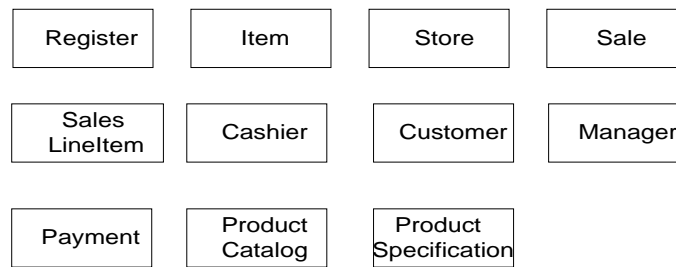 Register
Item
Store
Sale
Sales
LineItem
Cashier
Customer
Manager
Payment
Product
Catalog
Product
Specification